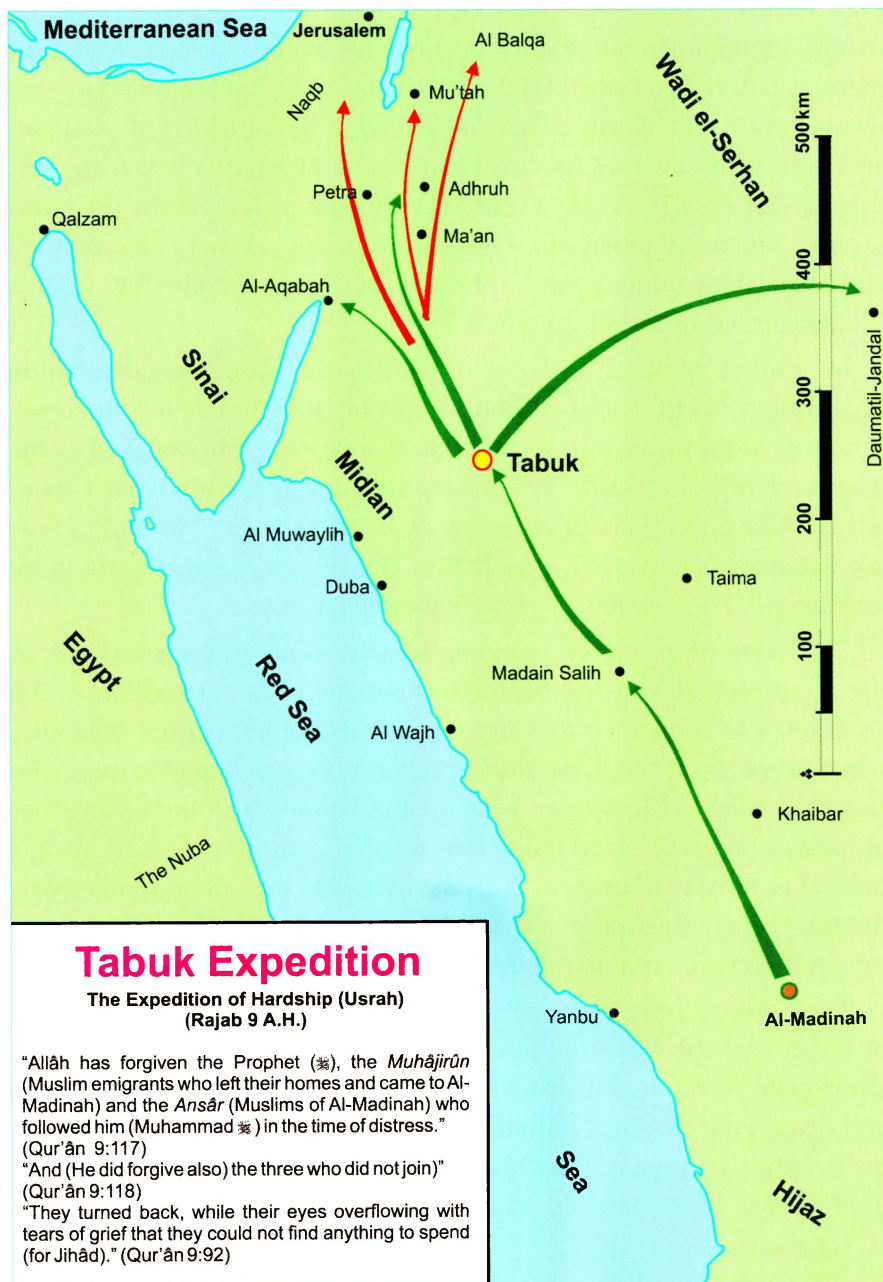 Mediterranean Sea
Jerusalem
Al Balqa
Naqb
Mu'tah
Wadi el-Serhan
500 km
Petra
Adhruh
Qalzam
Ma'an
400
Al-Aqabah
Daumatil-Jandal
Sinai
300
Tabuk
Midian
200
Al Muwaylih
Duba
Taima
Egypt
100
Red Sea
Madain Salih
Al Wajh
Khaibar
The Nuba
Yanbu
Al-Madinah
Sea
Hijaz
Tabuk Expedition
The Expedition of Hardship (Usrah)
(Rajab 9 A.H.)
“Allâh has forgiven the Prophet (ﷺ), the Muhâjirûn
(Muslim emigrants who left their homes and came to Al-
Madinah) and the Ansâr (Muslims of Al-Madinah) who
followed him (Muhammad ﷺ) in the time of distress.”
(Qur'ân 9:117)
“And (He did forgive also) the three who did not join)”
(Qur'ân 9:118)
“They turned back, while their eyes overflowing with
tears of grief that they could not find anything to spend
(for Jihâd).” (Qur'ân 9:92)